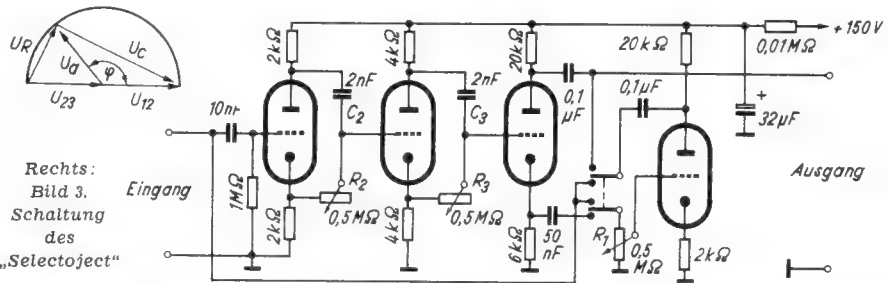 U_R
U_C
U_a
φ
U_23
U_12
Rechts:
Bild 3.
Schaltung
des
„Selectoject"
Eingang
10nF
1MΩ
2kΩ
2kΩ
2nF
C_2
R_2
0,5MΩ
4kΩ
4kΩ
2nF
C_3
R_3
0,5MΩ
20kΩ
6kΩ
0,1
µF
50
nF
0,1µF
R_1
0,5
MΩ
20kΩ
2kΩ
0,01MΩ
+150V
+
32µF
Ausgang